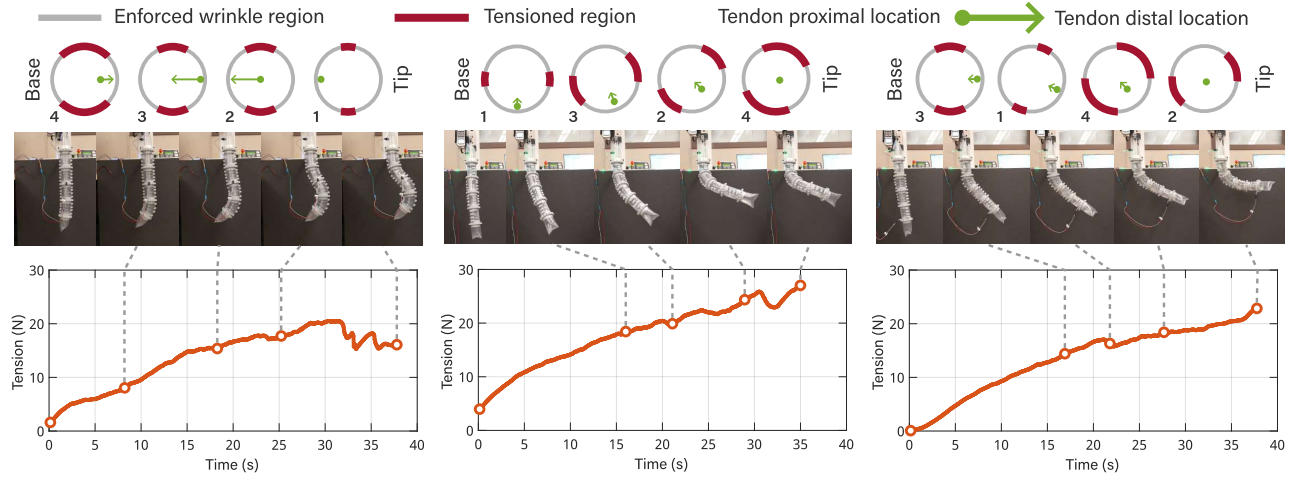 Enforced wrinkle region Tensioned region Tendon proximal location Tendon distal location
Base 4 3 2 1 Tip
Base 1 3 2 4 Tip
Base 3 1 4 2 Tip
Tension (N)
30
20
10
0
0 5 10 15 20 25 30 35 40
Time (s)
Tension (N)
30
20
10
0
0 5 10 15 20 25 30 35 40
Time (s)
Tension (N)
30
20
10
0
0 5 10 15 20 25 30 35 40
Time (s)